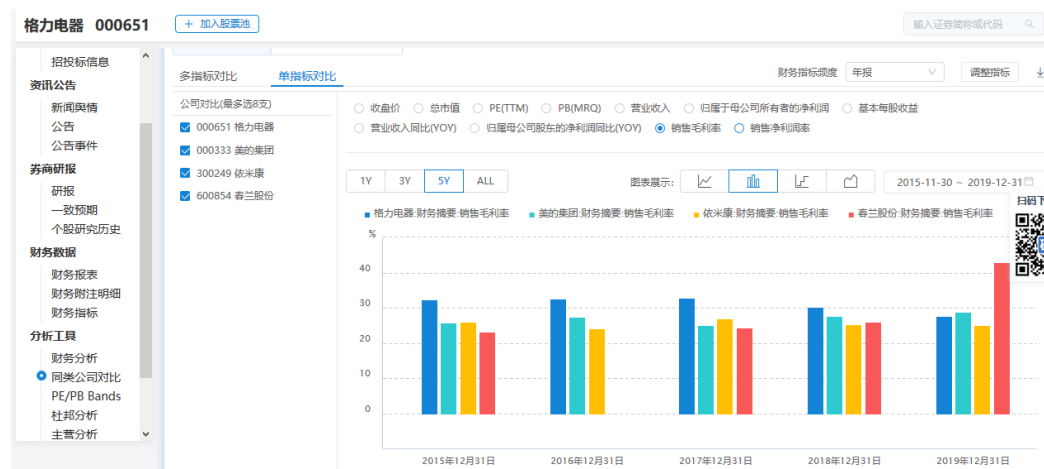 格力电器 000651
+ 加入股票池
输入证券简称或代码
招投标信息
资讯公告
新闻舆情
公告
公告事件
券商研报
研报
一致预期
个股研究历史
财务数据
财务报表
财务附注明细
财务指标
分析工具
财务分析
同类公司对比
PE/PB Bands
杜邦分析
主营分析
多指标对比 单指标对比
财务指标频度 年报 调整指标
公司对比(最多选8支)
000651 格力电器
000333 美的集团
300249 依米康
600854 春兰股份
收盘价 总市值 PE(TTM) PB(MRQ) 营业收入 归属于母公司所有者的净利润 基本每股收益
营业收入同比(YOY) 归属母公司股东的净利润同比(YOY) 销售毛利率 销售净利润率
1Y 3Y 5Y ALL
图表展示:
2015-11-30 ~ 2019-12-31
扫码下
格力电器:财务摘要:销售毛利率 美的集团:财务摘要:销售毛利率 依米康:财务摘要:销售毛利率 春兰股份:财务摘要:销售毛利率
%
40
30
20
10
0
2015年12月31日 2016年12月31日 2017年12月31日 2018年12月31日 2019年12月31日